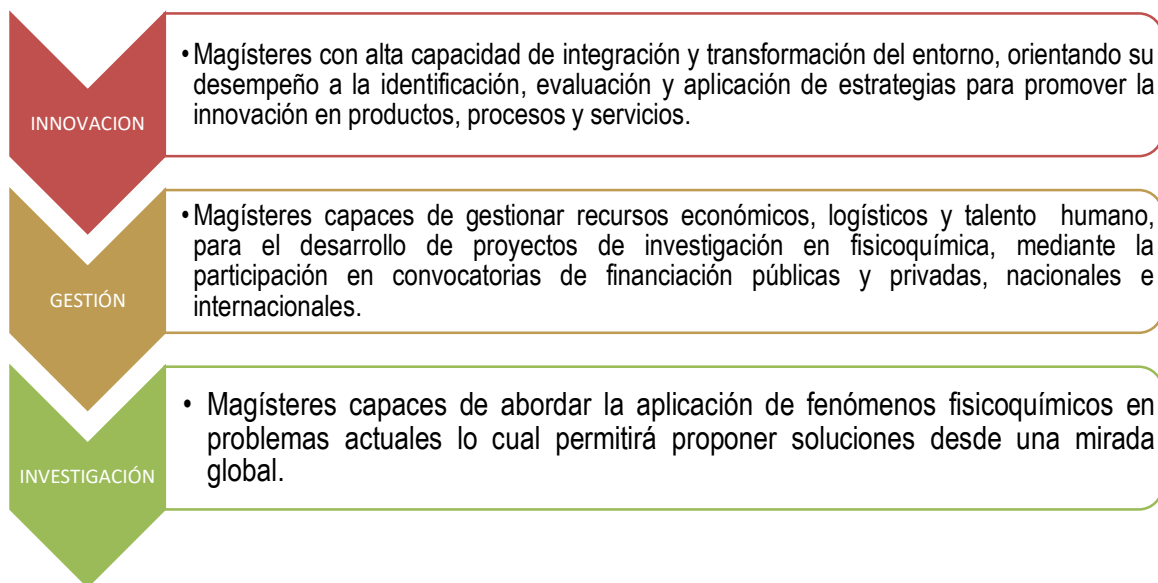 INNOVACION
• Magísteres con alta capacidad de integración y transformación del entorno, orientando su
desempeño a la identificación, evaluación y aplicación de estrategias para promover la
innovación en productos, procesos y servicios.
GESTIÓN
• Magísteres capaces de gestionar recursos económicos, logísticos y talento humano,
para el desarrollo de proyectos de investigación en fisicoquímica, mediante la
participación en convocatorias de financiación públicas y privadas, nacionales e
internacionales.
INVESTIGACIÓN
• Magísteres capaces de abordar la aplicación de fenómenos fisicoquímicos en
problemas actuales lo cual permitirá proponer soluciones desde una mirada
global.